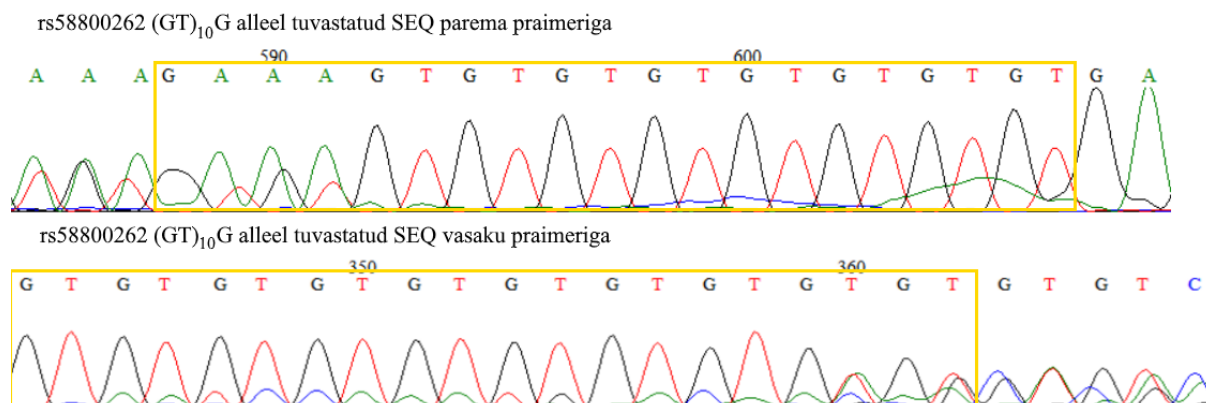 rs58800262 (GT)₁₀G alleel tuvastatud SEQ parema praimeriga
590 600
A A A G A A A G T G T G T G T G T G T G T G T G A
rs58800262 (GT)₁₀G alleel tuvastatud SEQ vasaku praimeriga
350 360
G T G T G T G T G T G T G T G T G T G T G T G T C